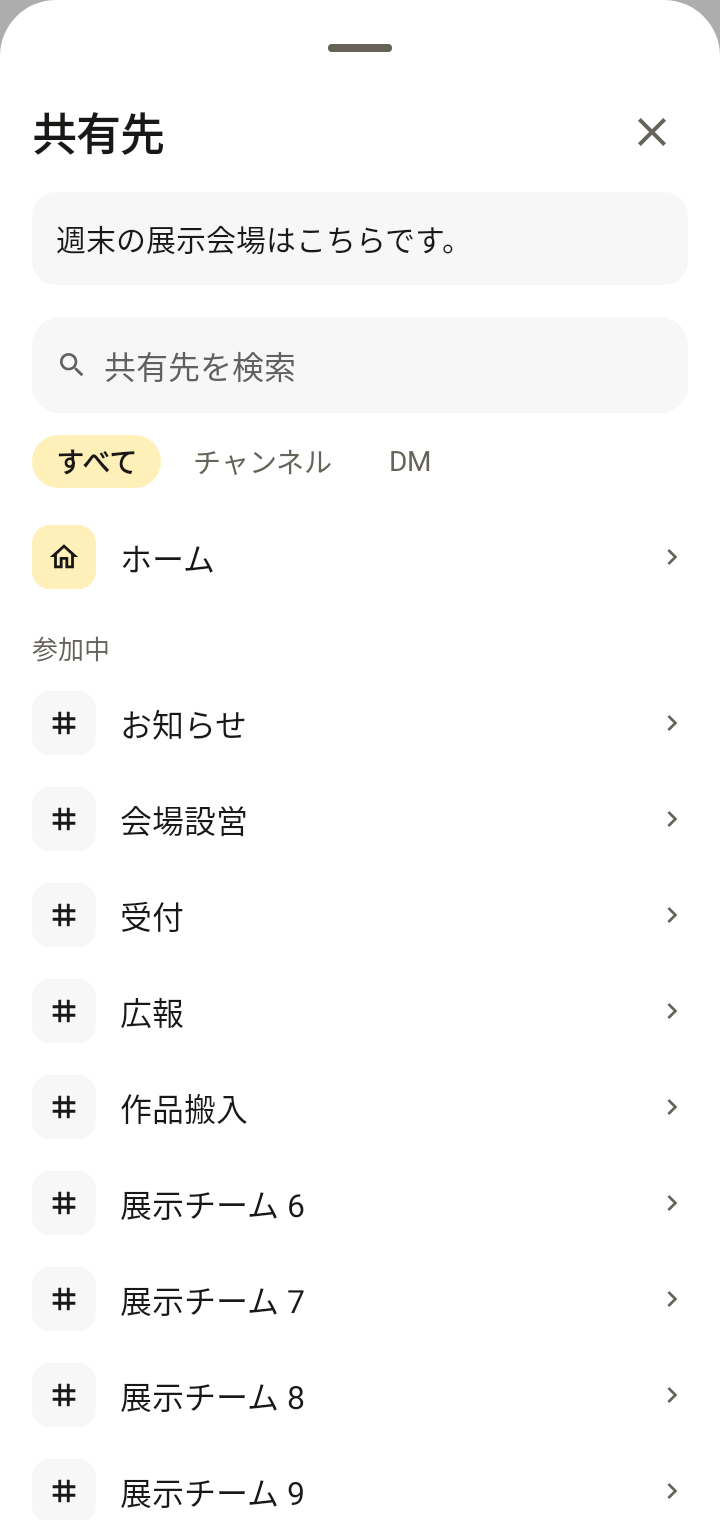 共有先
週末の展示会場はこちらです。
共有先を検索
すべて チャンネル DM
ホーム
参加中
お知らせ
会場設営
受付
広報
作品搬入
展示チーム 6
展示チーム 7
展示チーム 8
展示チーム 9